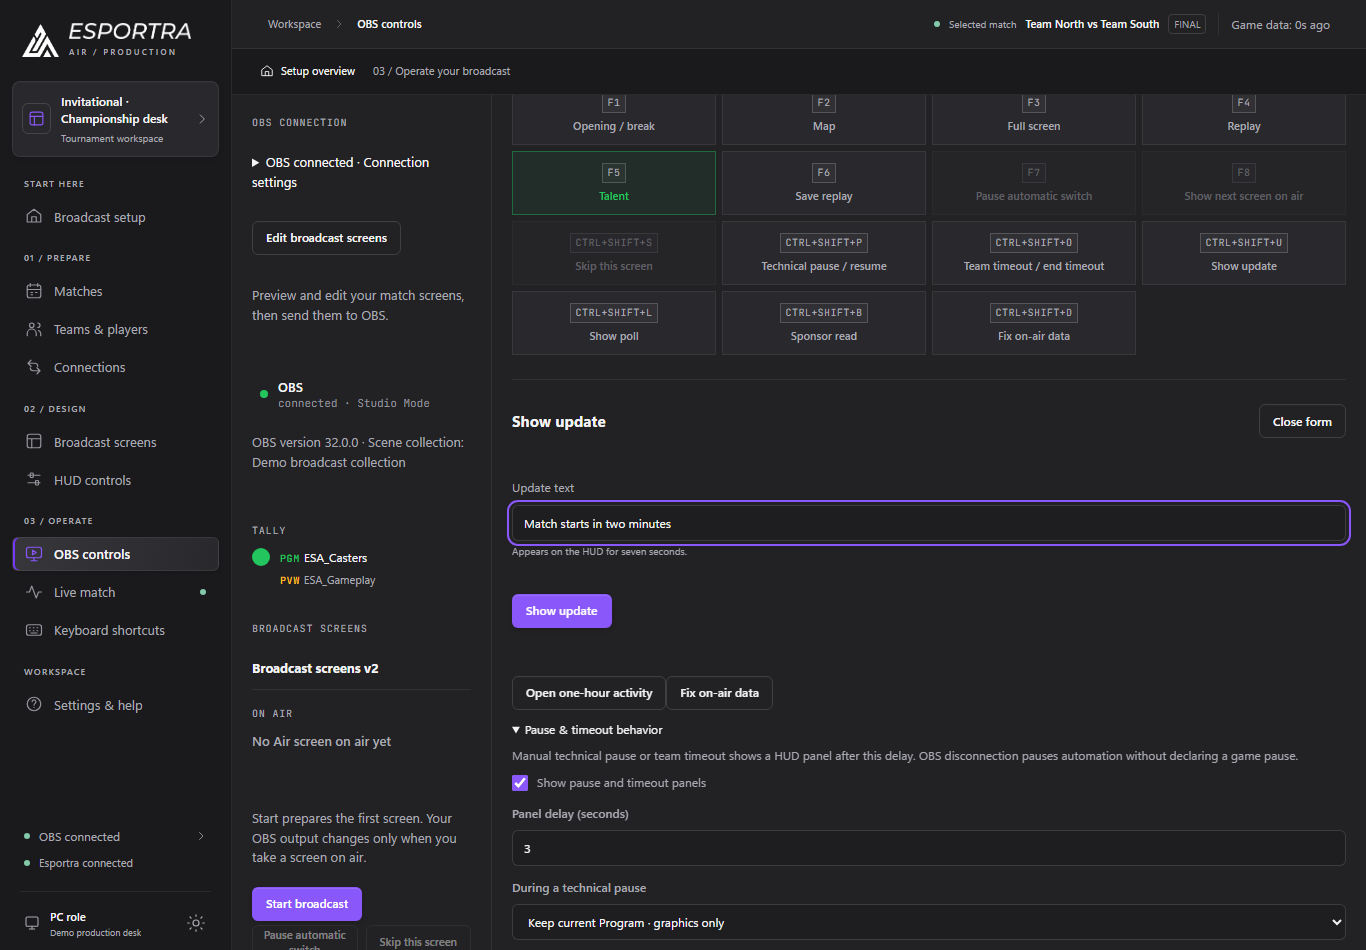 ESPORTRA
AIR / PRODUCTION
Invitational ·
Championship desk
Tournament workspace
START HERE
Broadcast setup
01 / PREPARE
Matches
Teams & players
Connections
02 / DESIGN
Broadcast screens
HUD controls
03 / OPERATE
OBS controls
Live match
Keyboard shortcuts
WORKSPACE
Settings & help
OBS connected
Esportra connected
PC role
Demo production desk
Workspace
OBS controls
Selected match Team North vs Team South FINAL
Game data: 0s ago
Setup overview
03 / Operate your broadcast
OBS CONNECTION
OBS connected · Connection
settings
Edit broadcast screens
Preview and edit your match screens,
then send them to OBS.
OBS
connected · Studio Mode
OBS version 32.0.0 · Scene collection:
Demo broadcast collection
TALLY
PGM ESA_Casters
PVW ESA_Gameplay
BROADCAST SCREENS
Broadcast screens v2
ON AIR
No Air screen on air yet
Start prepares the first screen. Your
OBS output changes only when you
take a screen on air.
Start broadcast
Pause automatic
switch
Skip this screen
F1
Opening / break
F2
Map
F3
Full screen
F4
Replay
F5
Talent
F6
Save replay
F7
Pause automatic switch
F8
Show next screen on air
CTRL+SHIFT+S
Skip this screen
CTRL+SHIFT+P
Technical pause / resume
CTRL+SHIFT+O
Team timeout / end timeout
CTRL+SHIFT+U
Show update
CTRL+SHIFT+L
Show poll
CTRL+SHIFT+B
Sponsor read
CTRL+SHIFT+D
Fix on-air data
Show update
Close form
Update text
Match starts in two minutes
Appears on the HUD for seven seconds.
Show update
Open one-hour activity
Fix on-air data
Pause & timeout behavior
Manual technical pause or team timeout shows a HUD panel after this delay. OBS disconnection pauses automation without declaring a game pause.
Show pause and timeout panels
Panel delay (seconds)
3
During a technical pause
Keep current Program · graphics only